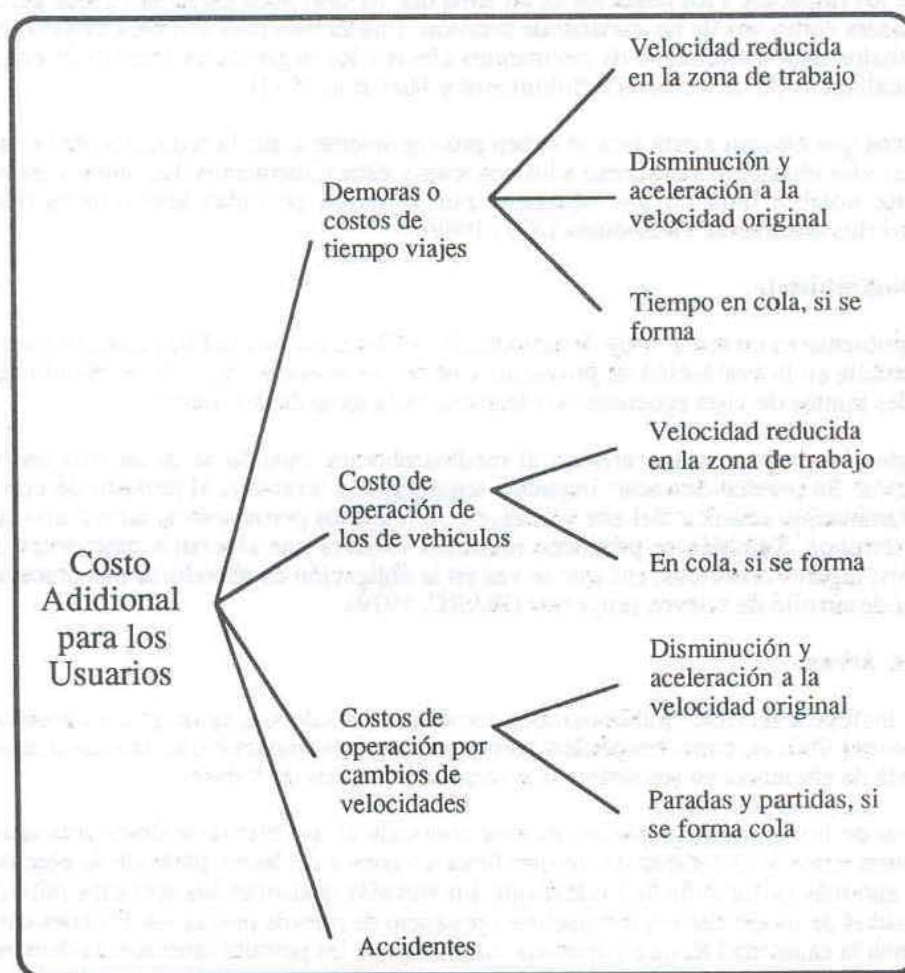 Velocidad reducida
en la zona de trabajo
Demoras o
costos de
tiempo viajes
Disminución y
aceleración a la
velocidad original
Tiempo en cola, si se
forma
Velocidad reducida
en la zona de trabajo
Costo de
operación de
los de vehiculos
En cola, si se forma
Costo
Adidional
para los
Usuarios
Disminución y
aceleración a la
velocidad original
Costos de
operación por
cambios de
velocidades
Paradas y partidas, si
se forma cola
Accidentes